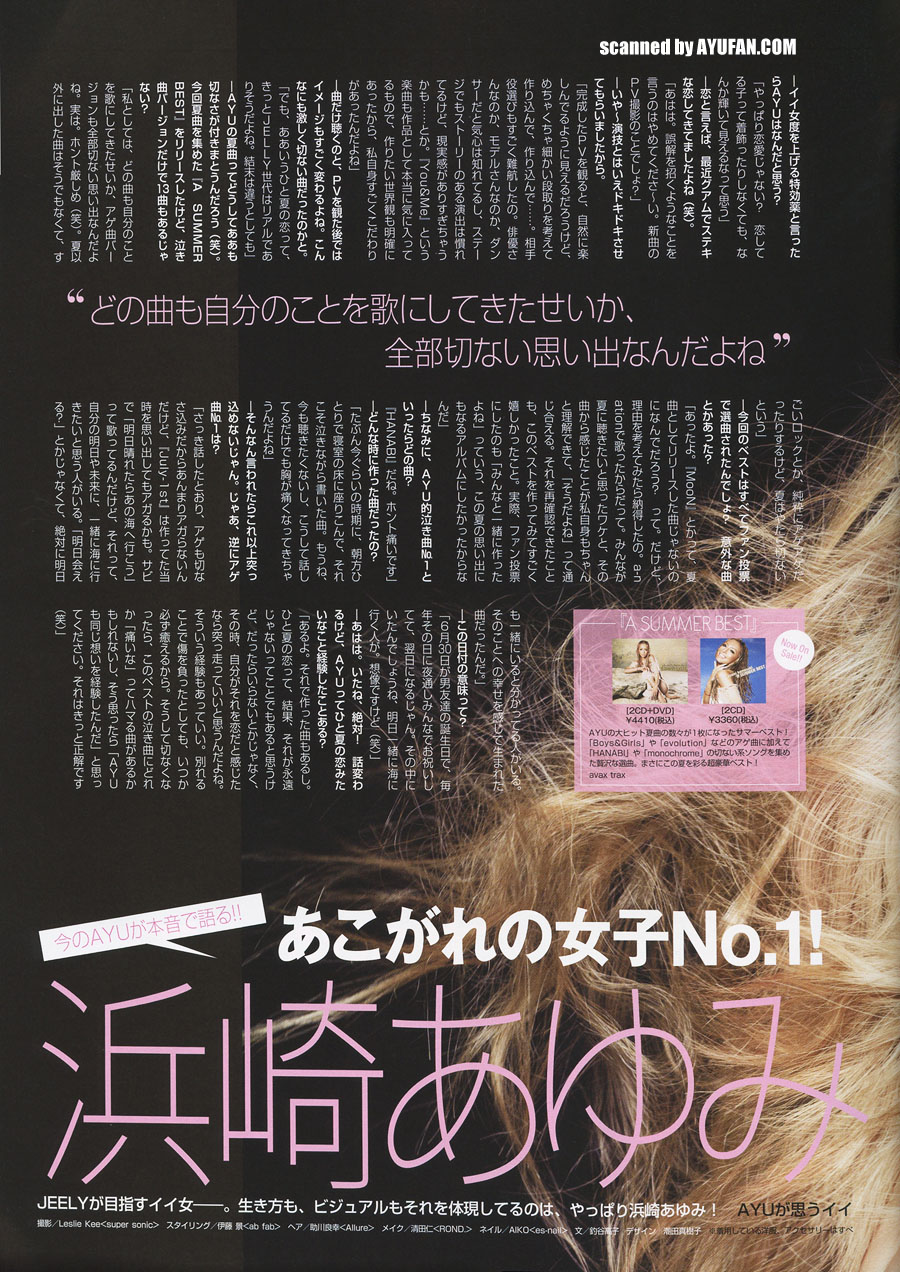 scanned by AYUFAN.COM
—イイ女度を上げる特効薬と言った
らAYUはなんだと思う?
「やっぱり恋愛じゃない? 恋して
る子って着飾ったりしなくても、な
んか輝いて見えるなって思う」
—恋と言えば、最近グアムでステキ
な恋してきてましたよね(笑)。
「あはは。誤解を招くようなことを
言うのはやめてくださ〜い。新曲の
PV撮影のことでしょ?」
—いや〜演技とはいえドキドキさせ
てもらいましたから。
「完成したPVを観ると、自然に楽
しんでるように見えるだろうけど、
めちゃくちゃ細かい段取りを考えて
作り込んで、作り込んで……。相手
役選びもすごく難航したの。俳優さ
んなのか、モデルさんなのか、ダン
サーだと気心は知れてるし、ステー
ジでもストーリーのある演出は慣れ
てるけど、現実感がありすぎちゃう
かも……とか。『You&Me』という
楽曲も作品として本当に気に入って
るもので、作りたい世界観も明確に
あったから、私自身すごくこだわり
があったんだよね」
—曲だけ聴くのと、PVを観た後では
イメージもすごく変わるよね。こん
なにも激しく切ない曲だったのかと。
「でも、ああいうひと夏の恋って、
きっとJELLY世代はリアルであ
りそうだよね。結末は違うとしても」
—AYUの夏曲ってどうしてああも
切なさが付きまとうんだろう(笑)。
今回夏曲を集めた『A SUMMER
BEST』をリリースしたけど、泣き
曲バージョンだけで13曲もあるじゃ
ない?
「私としては、どの曲も自分のこと
を歌にしてきたせいか、アゲ曲バー
ジョンも全部切ない思い出なんだよ
ね。実は。ホント厳しめ(笑)。夏以
外に出した曲はそうでもなくて、す
“どの曲も自分のことを歌にしてきたせいか、
全部切ない思い出なんだよね”
ごいロックとか、純粋にアゲアゲだ
ったりするけど、夏はやたら切ない
という」
—今回のベストはすべてファン投票
で選曲されたんでしょ? 意外な曲
とかあった?
「あったよ。『MooN』とかって、夏
曲としてリリースした曲じゃないの
になんでだろう? って。だけど、
理由を考えてみたら納得したの。a-n
ationで歌ったからだって。みんなが
夏に聴きたいと思ったワケと、その
曲から感じたことが私自身もちゃん
と理解できて、『そうだよね』って通
じ合える。それを再確認できたこと
も、このベストを作ってみてすごく
嬉しかったこと。実際、ファン投票
にしたのも『みんなと一緒に作った
よね』っていう、この夏の思い出に
もなるアルバムにしたかったからな
んだ」
—ちなみに、AYU的泣き曲No.1と
いったらどの曲?
「『HANABI』だね。ホント痛いです」
—どんな時に作った曲だったの?
「たぶん今ぐらいの時期に、朝方ひ
とりで寝室の床に座りこんで、それ
こそ泣きながら書いた曲。もうね、
今も聴きたくないし、こうして話し
てるだけでも胸が痛くなってきちゃ
うんだよね」
—そんなん言われたらこれ以上突っ
込めないじゃん。じゃあ、逆にアゲ
曲No.1は?
「さっき話したとおり、アゲも切な
さ込みだからあんまりアガらないん
だけど、『July 1st』は作ってた当
時を思い出してもアガるかも。サビ
で『明日晴れたらあの海へ行こう』
って歌ってるんだけど、それって、
自分の明日や未来に、一緒に海に行
きたいと思う人がいる。『明日会え
る?』とかじゃなくて、絶対に明日
も一緒にいると分かってる人がいる。
そのことへの幸せを感じて生まれた
曲だったんだ。」
—この日付の意味って?
「6月30日が男友達の誕生日で、毎
年その日に夜通しみんなでお祝いし
て、翌日になるじゃん。その中に
いたんでしょうね、明日一緒に海に
行く人が。想像ですけど(笑)」
—あはは。いたね、絶対! 話変わ
るけど、AYUってひと夏の恋みた
いなこと経験したことある?
「あるよ。それで作った曲もあるし。
ひと夏の恋って、結果、それが永遠
じゃないってことでもあると思うけ
ど、だったらいらないとかじゃなく、
その時、自分がそれを恋だと感じた
なら突っ走っていいと思うんだよね。
そういう経験もあっていい。別れる
ことで傷を負ったとしても、いつか
必ず癒えるから。そうして切なくな
ったら、このベストの泣き曲にどれ
か『痛いな』ってハマる曲があるか
もしれないし、そう思ったら『AYU
も同じ想いを経験したんだ』と思っ
てください。それはきっと正解です
(笑)」
『A SUMMER BEST』
Now On
Sale!!
[2CD+DVD]
¥4410(税込)
[2CD]
¥3360(税込)
AYUの大ヒット夏曲の数々が1枚になったサマーベスト!
「Boys&Girls」や「evolution」などのアゲ曲に加えて
「HANABI」や「monochrome」の切ない系ソングを集め
た贅沢な選曲。まさにこの夏を彩る超豪華ベスト!
avax trax
今のAYUが本音で語る!!
あこがれの女子No.1!
浜崎あゆみ
JEELYが目指すイイ女——。生き方も、ビジュアルもそれを体現してるのは、やっぱり浜崎あゆみ! AYUが思うイイ
撮影/Leslie Kee<super sonic> スタイリング/伊藤 景<ab fab> ヘア/助川良幸<Allure> メイク/清田仁<ROND.> ネイル/AIKO<es-nail> 文/釣谷高子 デザイン/潮田真樹子 ※着用している洋服、アクセサリーはすべ